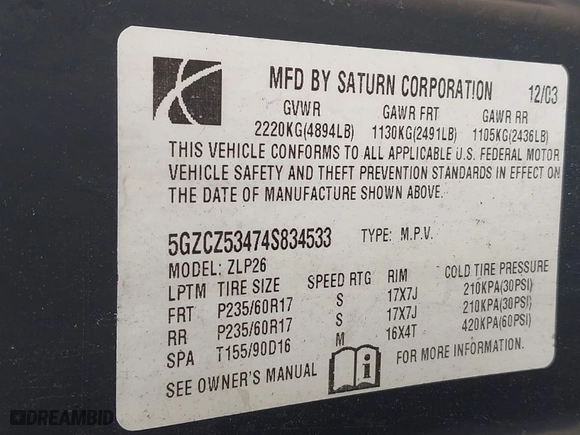 MFD BY SATURN CORPORATION 12/03
GVWR GAWR FRT GAWR RR
2220KG(4894LB) 1130KG(2491LB) 1105KG(2436LB)
THIS VEHICLE CONFORMS TO ALL APPLICABLE U.S. FEDERAL MOTOR
VEHICLE SAFETY AND THEFT PREVENTION STANDARDS IN EFFECT ON
THE DATE OF MANUFACTURE SHOWN ABOVE.
5GZCZ53474S834533 TYPE: M.P.V.
MODEL: ZLP26
LPTM TIRE SIZE SPEED RTG RIM COLD TIRE PRESSURE
FRT P235/60R17 S 17X7J 210KPA(30PSI)
RR P235/60R17 S 17X7J 210KPA(30PSI)
SPA T155/90D16 M 16X4T 420KPA(60PSI)
SEE OWNER'S MANUAL i FOR MORE INFORMATION.
DREAMBID